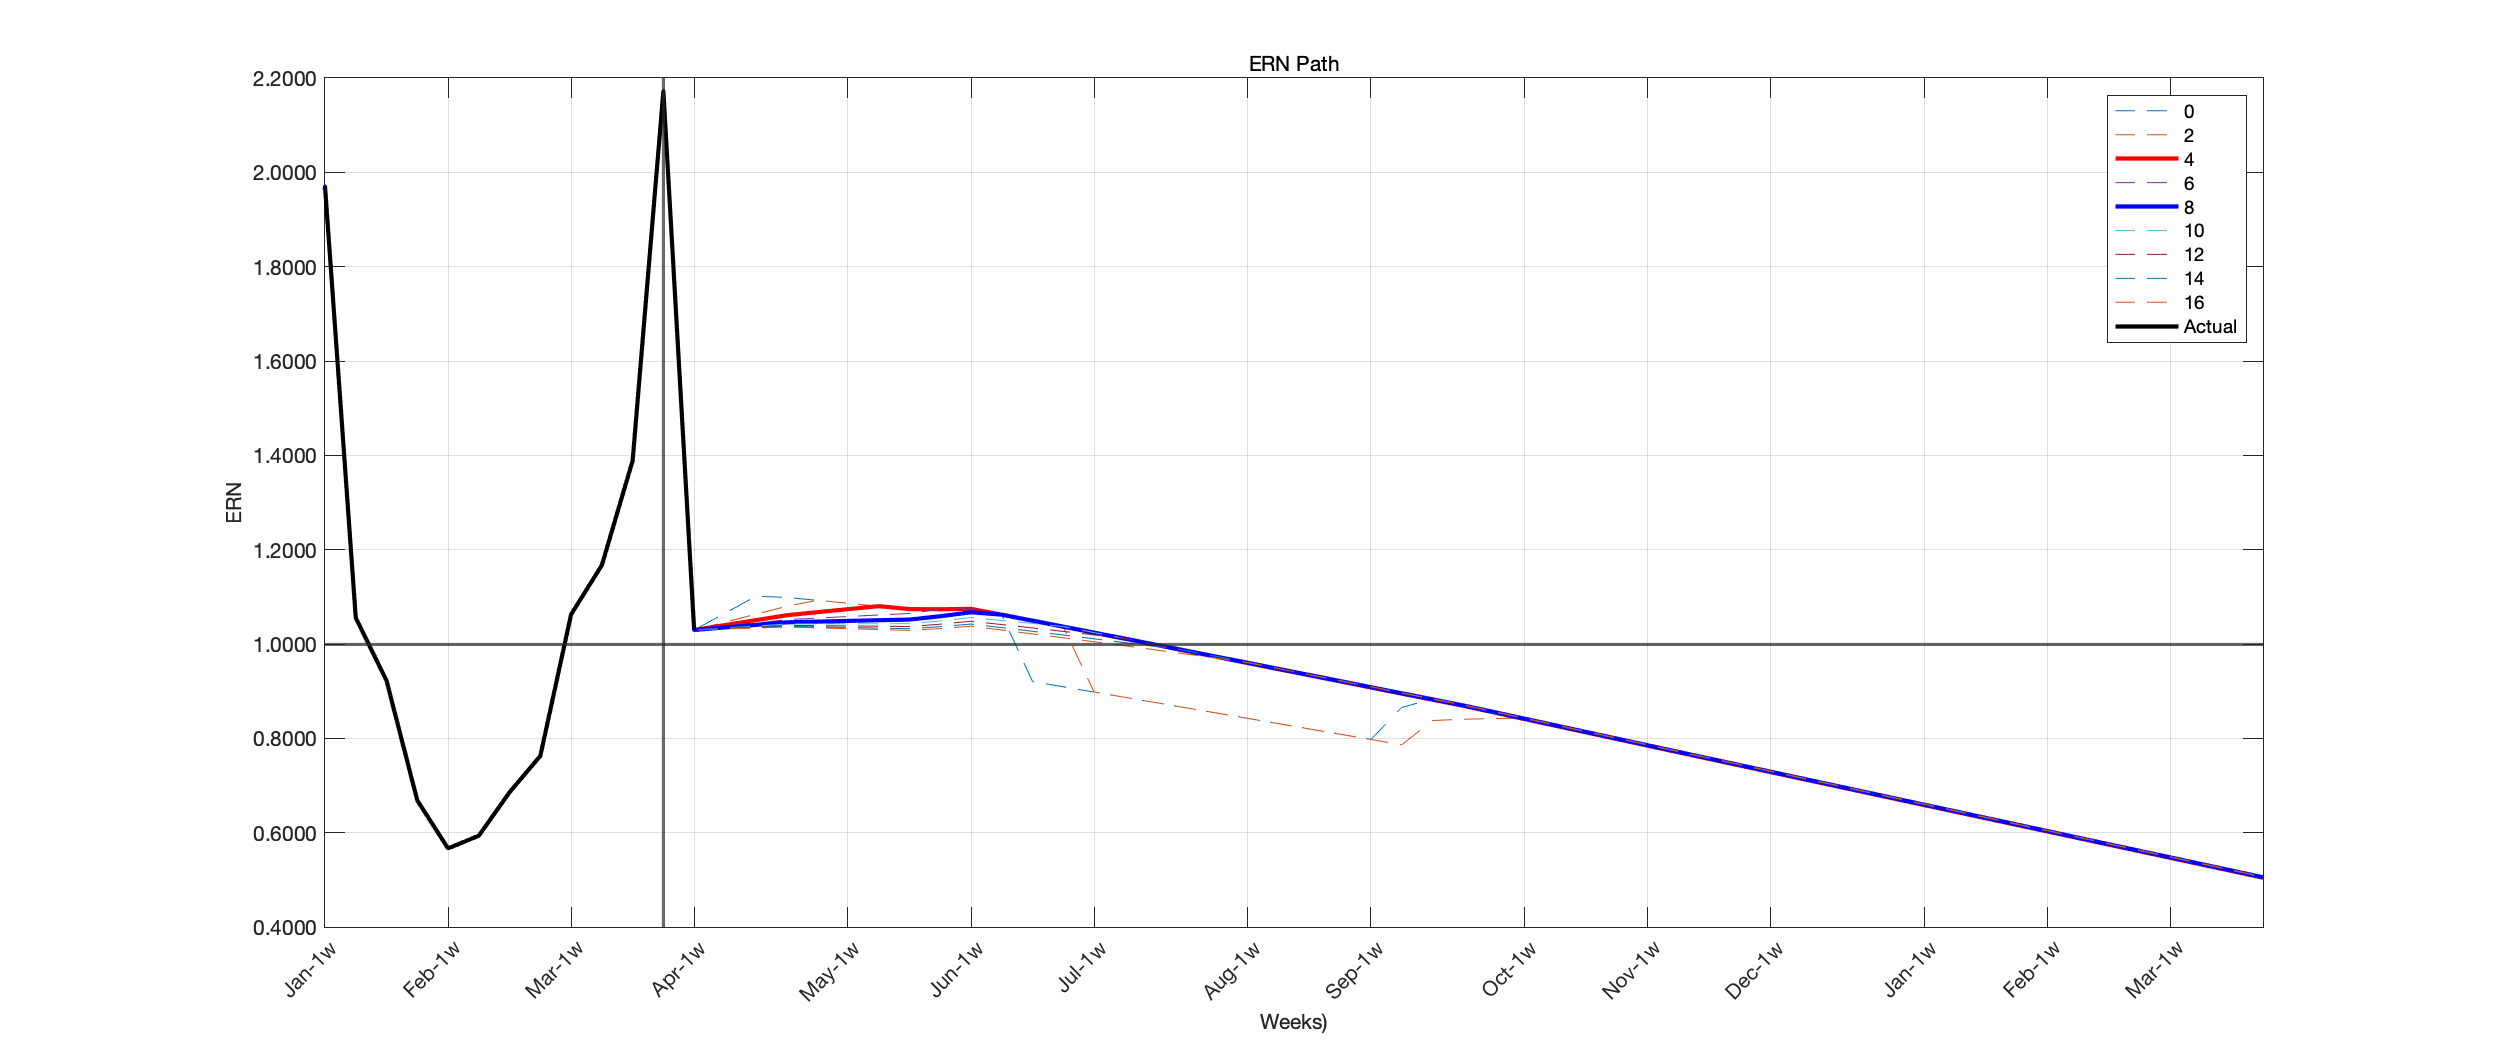 ERN Path
2.2000
2.0000
1.8000
1.6000
1.4000
1.2000
1.0000
0.8000
0.6000
0.4000
ERN
0
2
4
6
8
10
12
14
16
Actual
Jan-1w
Feb-1w
Mar-1w
Apr-1w
May-1w
Jun-1w
Jul-1w
Aug-1w
Sep-1w
Oct-1w
Nov-1w
Dec-1w
Jan-1w
Feb-1w
Mar-1w
Weeks)